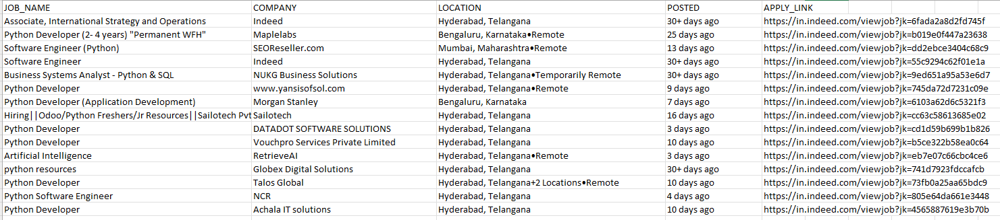 JOB_NAME COMPANY LOCATION POSTED APPLY_LINK
Associate, International Strategy and Operations Indeed Hyderabad, Telangana 30+ days ago https://in.indeed.com/viewjob?jk=6fada2a8d2fd745f
Python Developer (2- 4 years) "Permanent WFH" Maplelabs Bengaluru, Karnataka•Remote 25 days ago https://in.indeed.com/viewjob?jk=b019e0f447a23638
Software Engineer (Python) SEOReseller.com Mumbai, Maharashtra•Remote 13 days ago https://in.indeed.com/viewjob?jk=dd2ebce3404c68c9
Software Engineer Indeed Hyderabad, Telangana 30+ days ago https://in.indeed.com/viewjob?jk=55c9294c62f01e1a
Business Systems Analyst - Python & SQL NUKG Business Solutions Hyderabad, Telangana•Temporarily Remote 30+ days ago https://in.indeed.com/viewjob?jk=9ed651a95a53e6d7
Python Developer www.yansisofsol.com Hyderabad, Telangana•Remote 9 days ago https://in.indeed.com/viewjob?jk=745da72d7231c09e
Python Developer (Application Development) Morgan Stanley Bengaluru, Karnataka 7 days ago https://in.indeed.com/viewjob?jk=6103a62d6c5321f3
Hiring||Odoo/Python Freshers/Jr Resources||Sailotech Pvt Sailotech Hyderabad, Telangana 16 days ago https://in.indeed.com/viewjob?jk=cc63c58613685e02
Python Developer DATADOT SOFTWARE SOLUTIONS Hyderabad, Telangana 3 days ago https://in.indeed.com/viewjob?jk=cd1d59b699b1b826
Python Developer Vouchpro Services Private Limited Hyderabad, Telangana 10 days ago https://in.indeed.com/viewjob?jk=b5ce322b58ea0c64
Artificial Intelligence RetrieveAI Hyderabad, Telangana•Remote 3 days ago https://in.indeed.com/viewjob?jk=eb7e07c66cbc4ce6
python resources Globex Digital Solutions Hyderabad, Telangana 30+ days ago https://in.indeed.com/viewjob?jk=741d7923fdccafcb
Python Developer Talos Global Hyderabad, Telangana+2 Locations•Remote 10 days ago https://in.indeed.com/viewjob?jk=73fb0a25aa65bdc9
Python Software Engineer NCR Hyderabad, Telangana 4 days ago https://in.indeed.com/viewjob?jk=805e64da661e3448
Python Developer Achala IT solutions Hyderabad, Telangana 10 days ago https://in.indeed.com/viewjob?jk=4565887619e3b70b